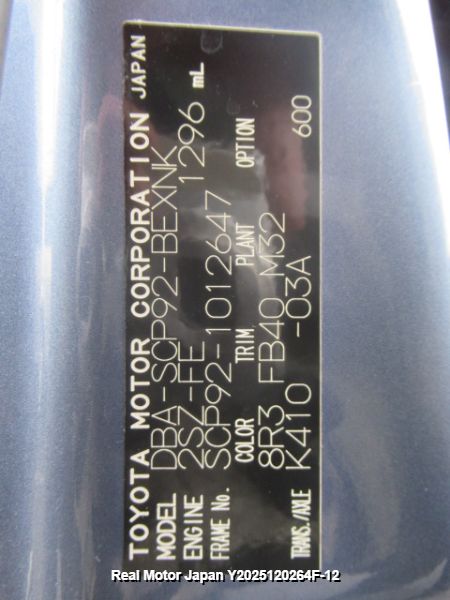 TOYOTA MOTOR CORPORATION JAPAN
MODEL DBA-SCP92-BEXNK
ENGINE 2SZ-FE 1296 mL
FRAME No. SCP92-1012647
COLOR TRIM PLANT OPTION
8R3 FB40 M32 600
TRANS./AXLE K410 -03A
Real Motor Japan Y2025120264F-12